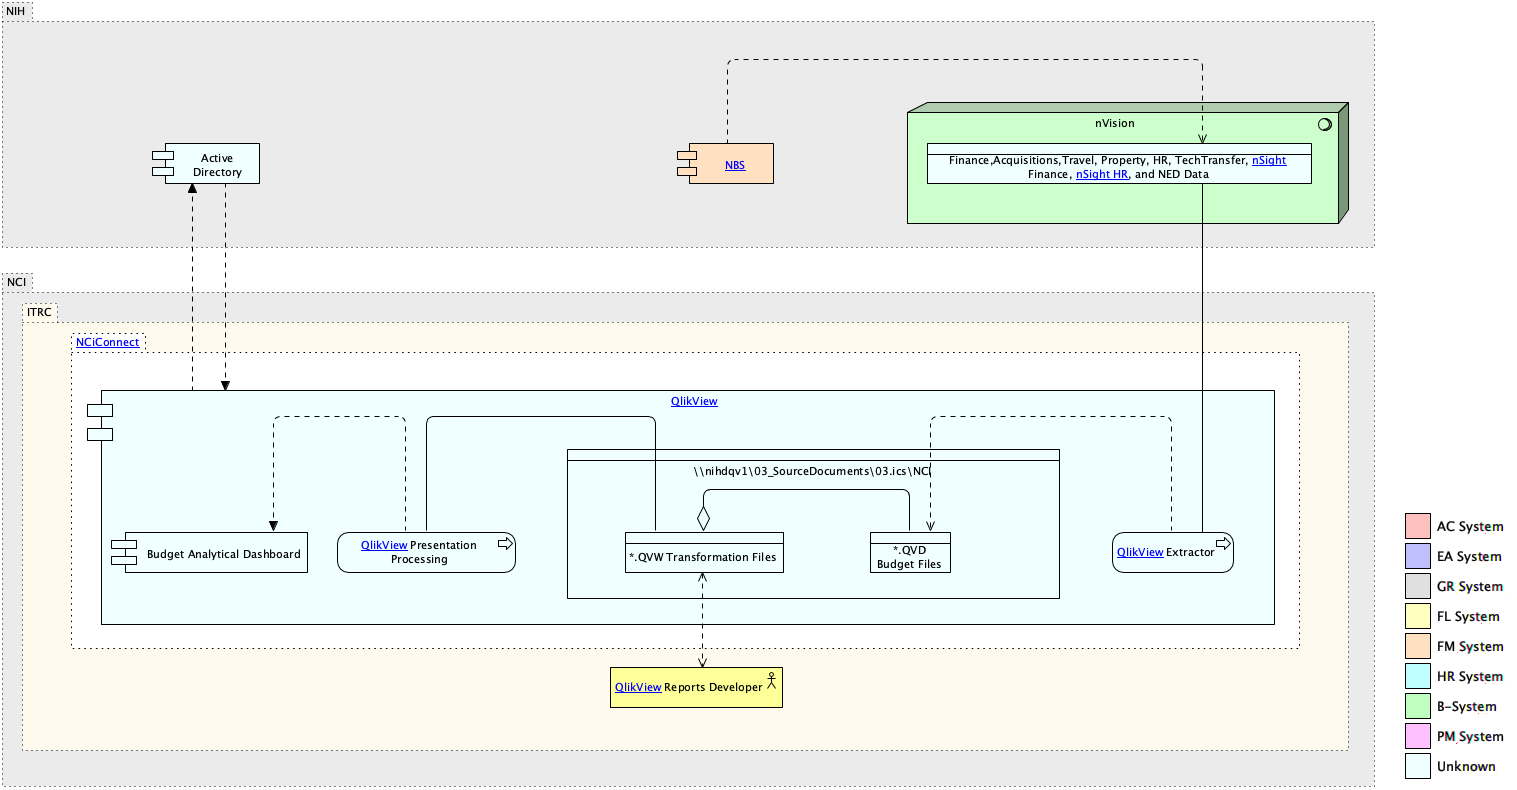 NIH
nVision
Active
Directory
NBS
Finance,Acquisitions,Travel, Property, HR, TechTransfer, nSight
Finance, nSight HR, and NED Data
NCI
ITRC
NCiConnect
QlikView
\\nihdqv1\03_SourceDocuments\03.ics\NCI
Budget Analytical Dashboard
QlikView Presentation
Processing
*.QVW Transformation Files
*.QVD
Budget Files
QlikView Extractor
QlikView Reports Developer
AC System
EA System
GR System
FL System
FM System
HR System
B-System
PM System
Unknown